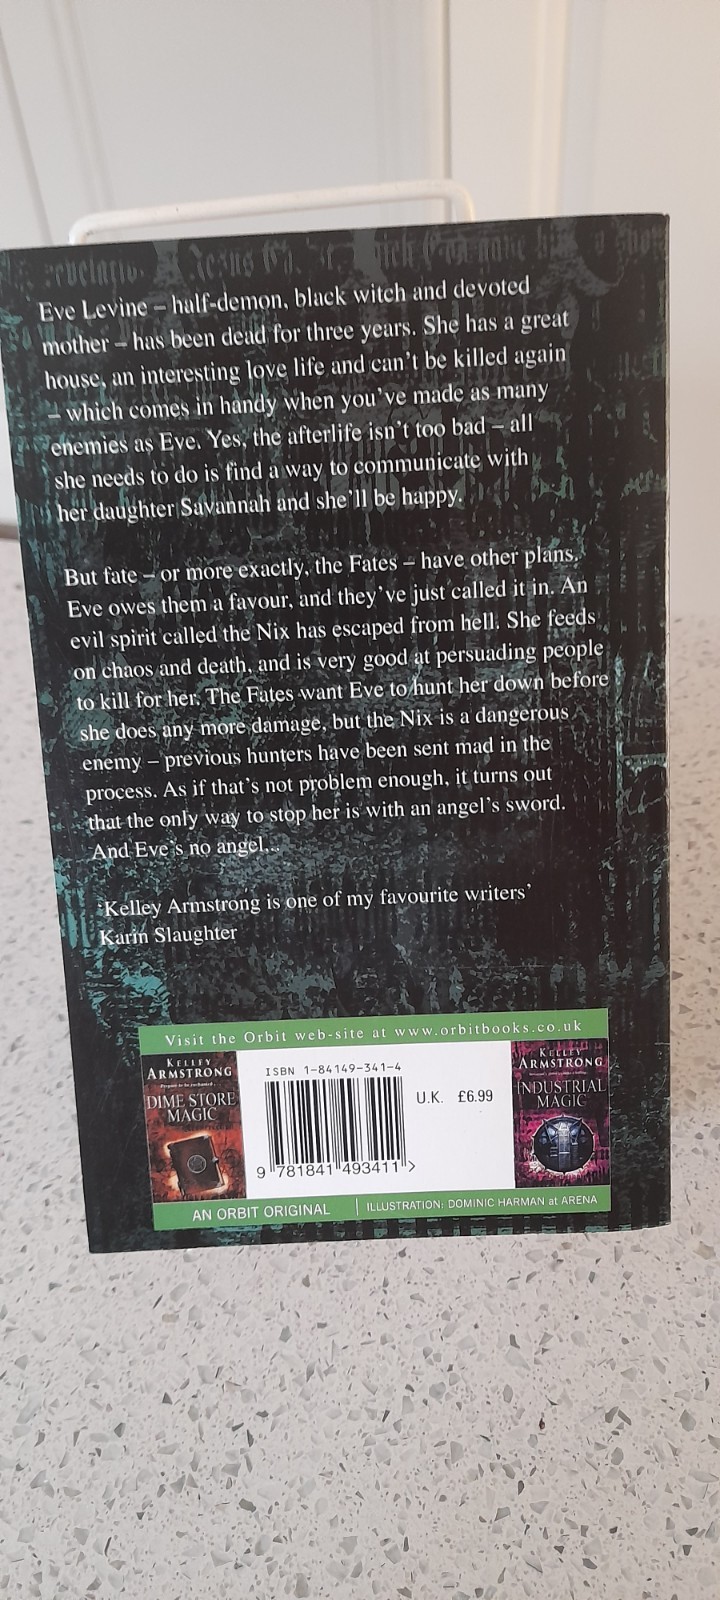 Eve Levine – half-demon, black witch and devoted
mother – has been dead for three years. She has a great
house, an interesting love life and can't be killed again
– which comes in handy when you've made as many
enemies as Eve. Yes, the afterlife isn't too bad – all
she needs to do is find a way to communicate with
her daughter Savannah and she'll be happy.
But fate – or more exactly, the Fates – have other plans.
Eve owes them a favour, and they've just called it in. An
evil spirit called the Nix has escaped from hell. She feeds
on chaos and death, and is very good at persuading people
to kill for her. The Fates want Eve to hunt her down before
she does any more damage, but the Nix is a dangerous
enemy – previous hunters have been sent mad in the
process. As if that's not problem enough, it turns out
that the only way to stop her is with an angel's sword.
And Eve's no angel...
'Kelley Armstrong is one of my favourite writers'
Karin Slaughter
Visit the Orbit web-site at www.orbitbooks.co.uk
KELLEY
ARMSTRONG
DIME STORE
MAGIC
ISBN 1-84149-341-4
U.K. £6.99
9 781841 493411 >
KELLEY
ARMSTRONG
INDUSTRIAL
MAGIC
AN ORBIT ORIGINAL | ILLUSTRATION: DOMINIC HARMAN at ARENA